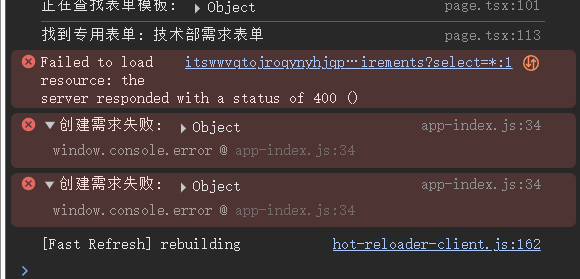 正在查找表单模板: ▶Object page.tsx:101
找到专用表单: 技术部需求表单 page.tsx:113
Failed to load itswwvqtojroqynyhjqp…irements?select=*:1
resource: the
server responded with a status of 400 ()
▼创建需求失败: ▶Object app-index.js:34
window.console.error @ app-index.js:34
▼创建需求失败: ▶Object app-index.js:34
window.console.error @ app-index.js:34
[Fast Refresh] rebuilding hot-reloader-client.js:162